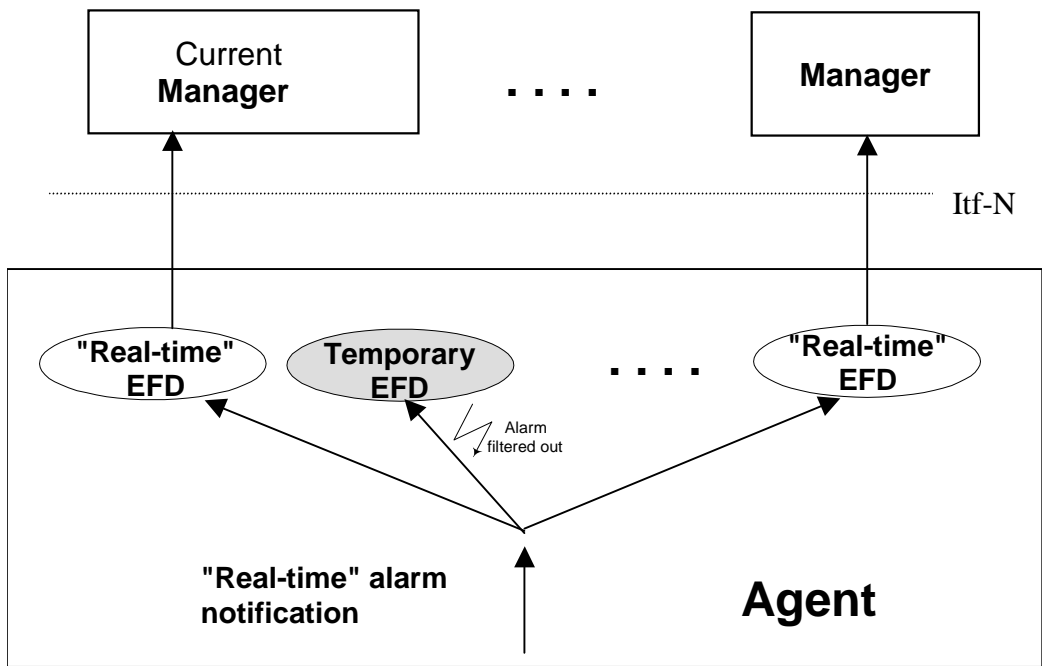 Current
Manager
. . . .
Manager
Itf-N
"Real-time"
EFD
Temporary
EFD
. . . .
"Real-time"
EFD
Alarm
filtered out
"Real-time" alarm
notification
Agent